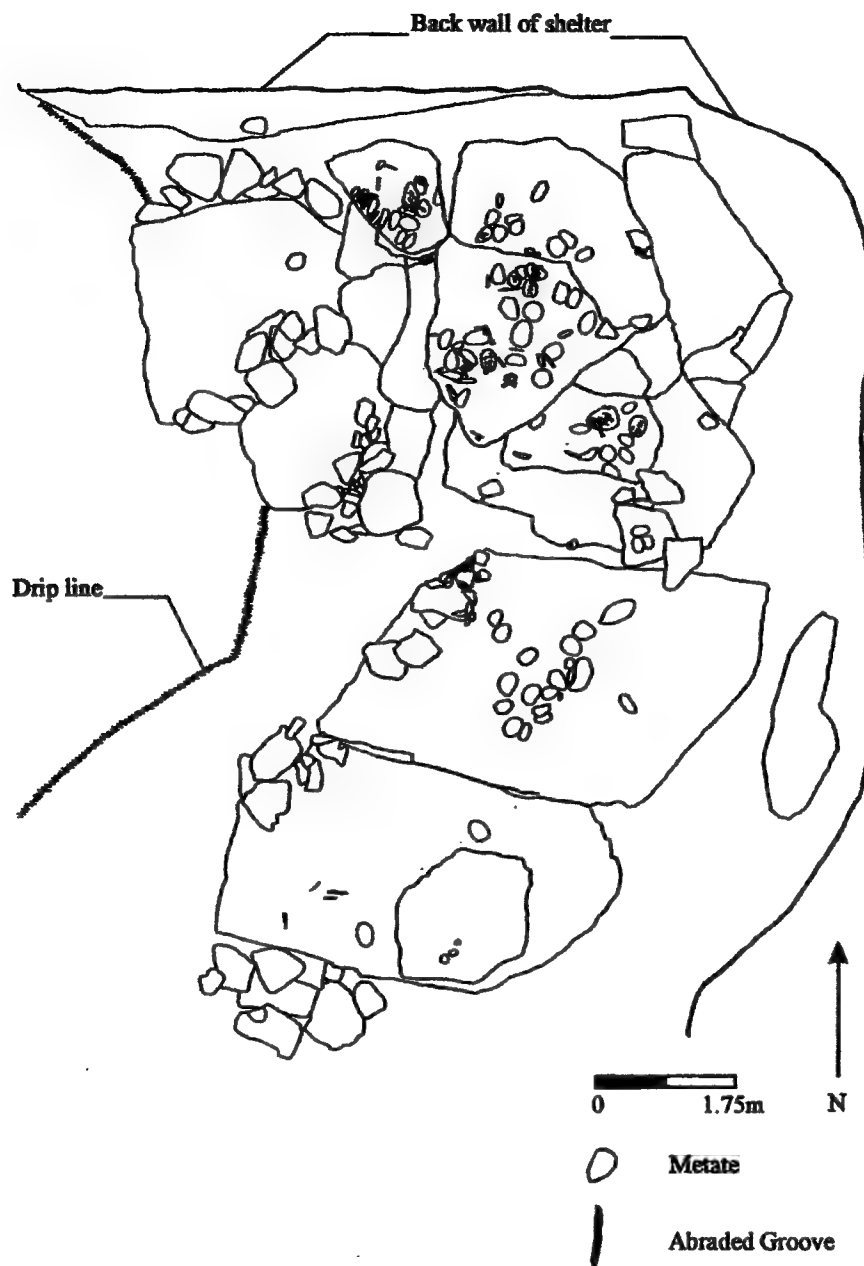 Back wall of shelter
Drip line
0
1.75m
N
Metate
Abraded Groove